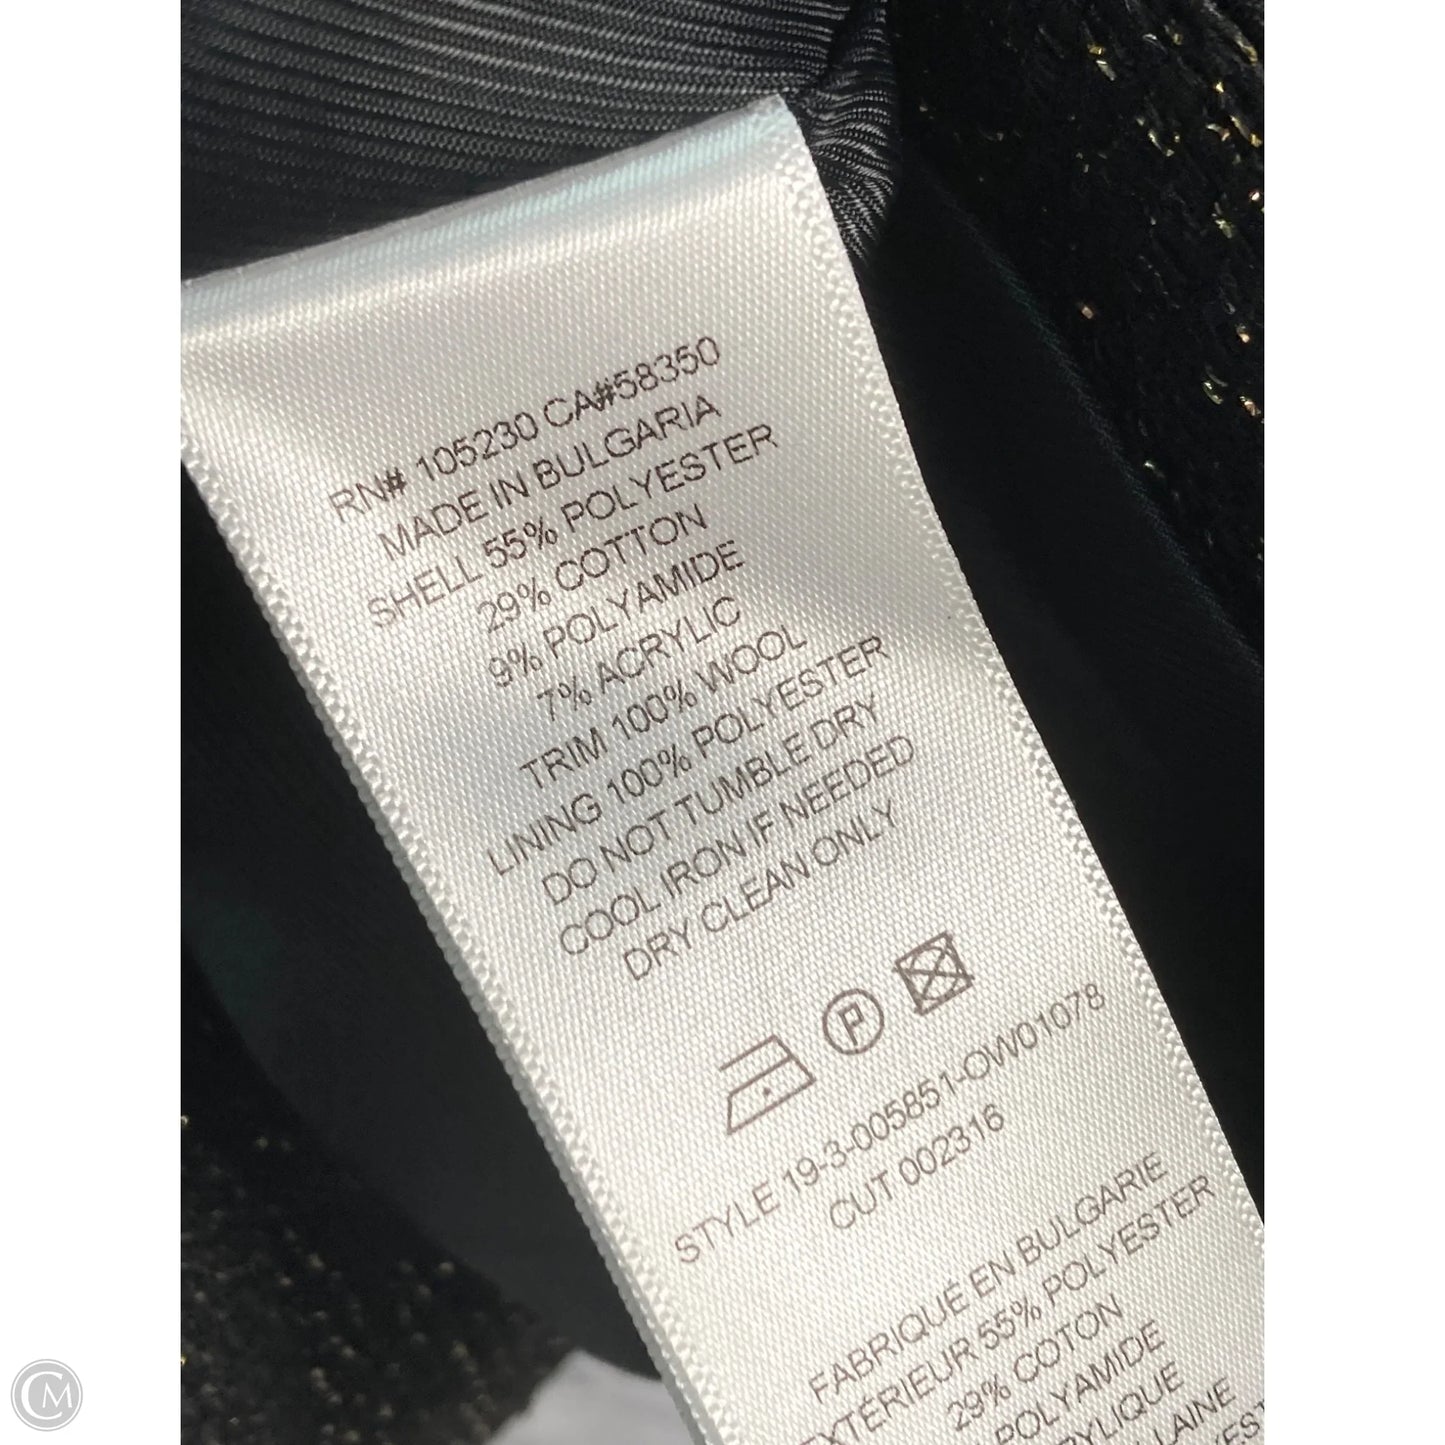 RN# 105230 CA#58350
MADE IN BULGARIA
SHELL 55% POLYESTER
29% COTTON
9% POLYAMIDE
7% ACRYLIC
TRIM 100% WOOL
LINING 100% POLYESTER
DO NOT TUMBLE DRY
COOL IRON IF NEEDED
DRY CLEAN ONLY
P
STYLE 19-3-005851-OW01078
CUT 002316
FABRIQUÉ EN BULGARIE
EXTÉRIEUR 55% POLYESTER
29% COTON
POLYAMIDE
CM